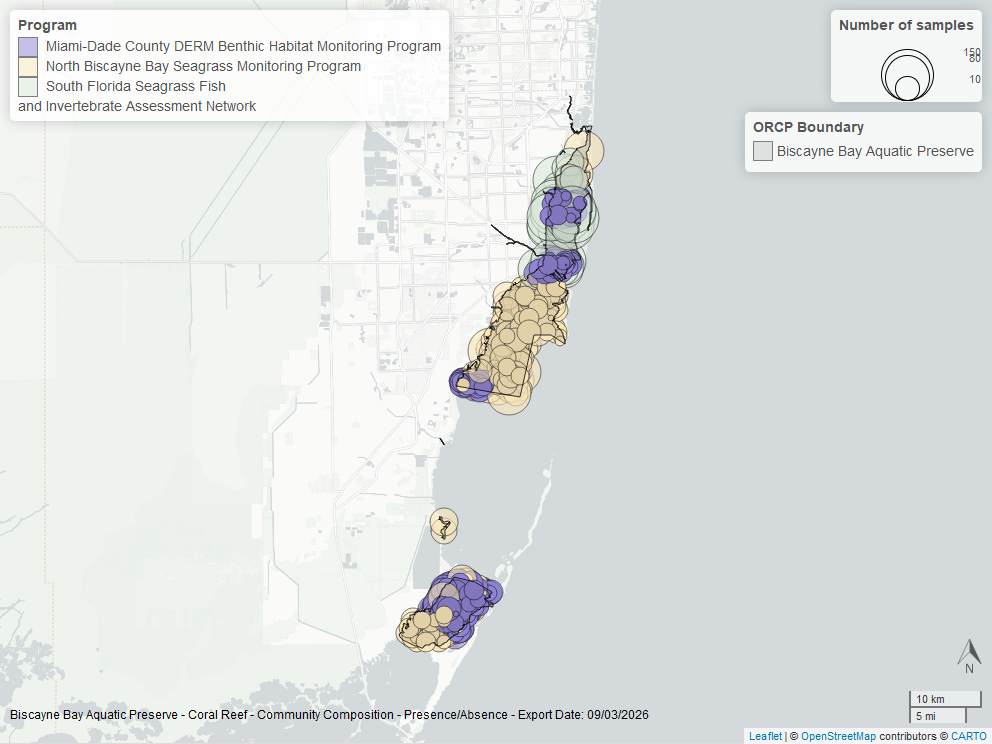 Program
Miami-Dade County DERM Benthic Habitat Monitoring Program
North Biscayne Bay Seagrass Monitoring Program
South Florida Seagrass Fish
and Invertebrate Assessment Network
Number of samples
150
80
10
ORCP Boundary
Biscayne Bay Aquatic Preserve
N
10 km
5 mi
Biscayne Bay Aquatic Preserve - Coral Reef - Community Composition - Presence/Absence - Export Date: 09/03/2026
Leaflet | © OpenStreetMap contributors © CARTO